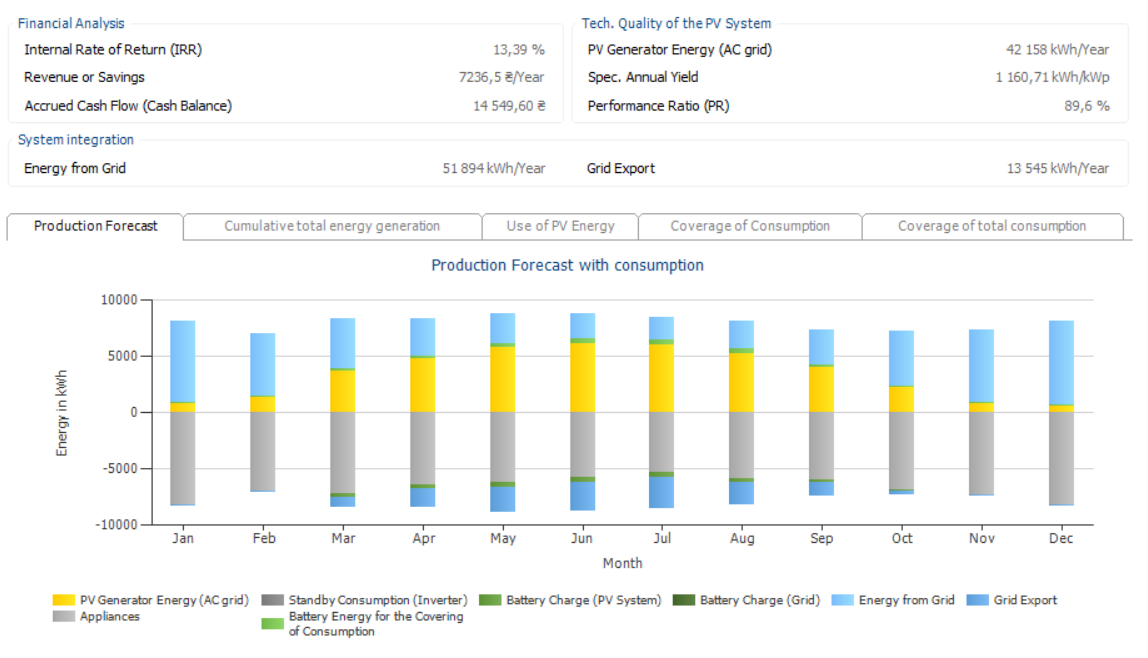 Financial Analysis
Internal Rate of Return (IRR) 13,39 %
Revenue or Savings 7236,5 ₴/Year
Accrued Cash Flow (Cash Balance) 14 549,60 ₴
Tech. Quality of the PV System
PV Generator Energy (AC grid) 42 158 kWh/Year
Spec. Annual Yield 1 160,71 kWh/kWp
Performance Ratio (PR) 89,6 %
System integration
Energy from Grid 51 894 kWh/Year
Grid Export 13 545 kWh/Year
Production Forecast
Cumulative total energy generation
Use of PV Energy
Coverage of Consumption
Coverage of total consumption
Production Forecast with consumption
Energy in kWh
10000
5000
0
-5000
-10000
Jan Feb Mar Apr May Jun Jul Aug Sep Oct Nov Dec
Month
PV Generator Energy (AC grid)
Standby Consumption (Inverter)
Battery Charge (PV System)
Battery Charge (Grid)
Energy from Grid
Grid Export
Appliances
Battery Energy for the Covering
of Consumption